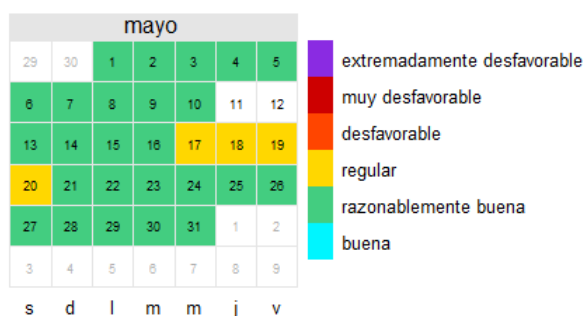 mayo
29 30 1 2 3 4 5
6 7 8 9 10 11 12
13 14 15 16 17 18 19
20 21 22 23 24 25 26
27 28 29 30 31 1 2
3 4 5 6 7 8 9
s d l m m j v
extremadamente desfavorable
muy desfavorable
desfavorable
regular
razonablemente buena
buena